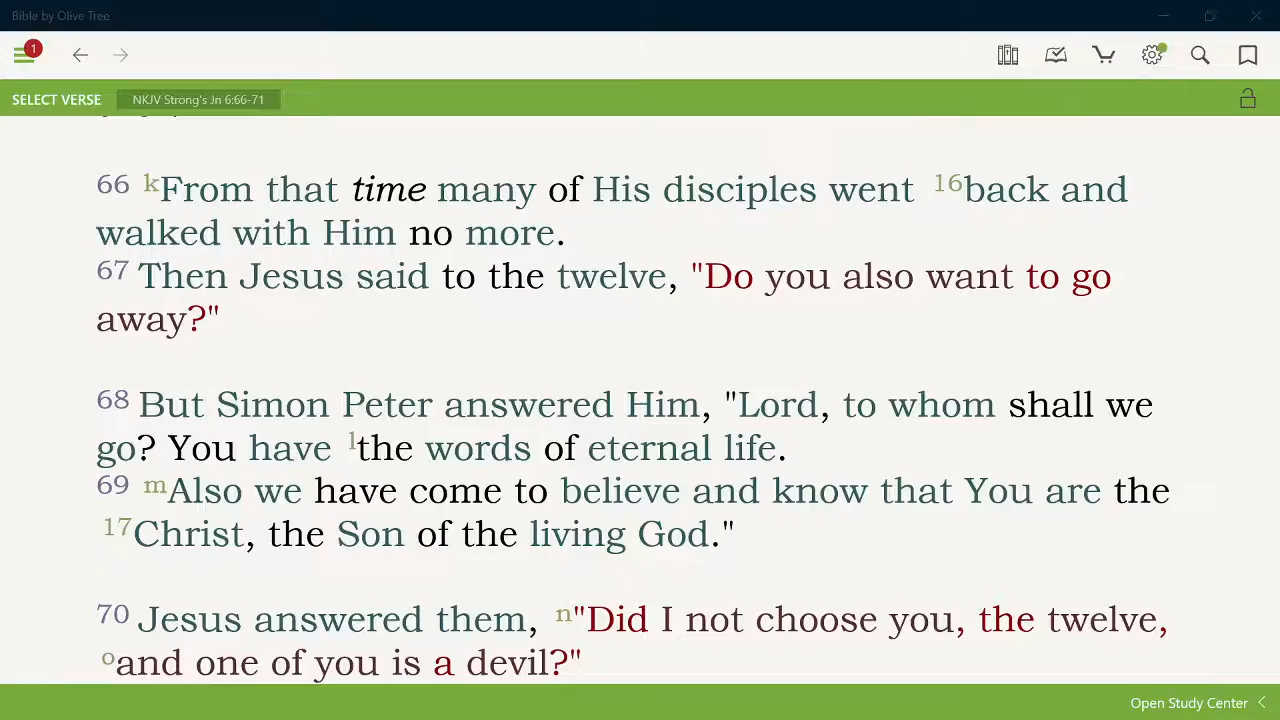 Bible by Olive Tree
1
SELECT VERSE NKJV Strong's Jn 6:66-71
66 kFrom that time many of His disciples went 16back and
walked with Him no more.
67 Then Jesus said to the twelve, "Do you also want to go
away?"
68 But Simon Peter answered Him, "Lord, to whom shall we
go? You have lthe words of eternal life.
69 mAlso we have come to believe and know that You are the
17Christ, the Son of the living God."
70 Jesus answered them, n"Did I not choose you, the twelve,
oand one of you is a devil?"
Open Study Center